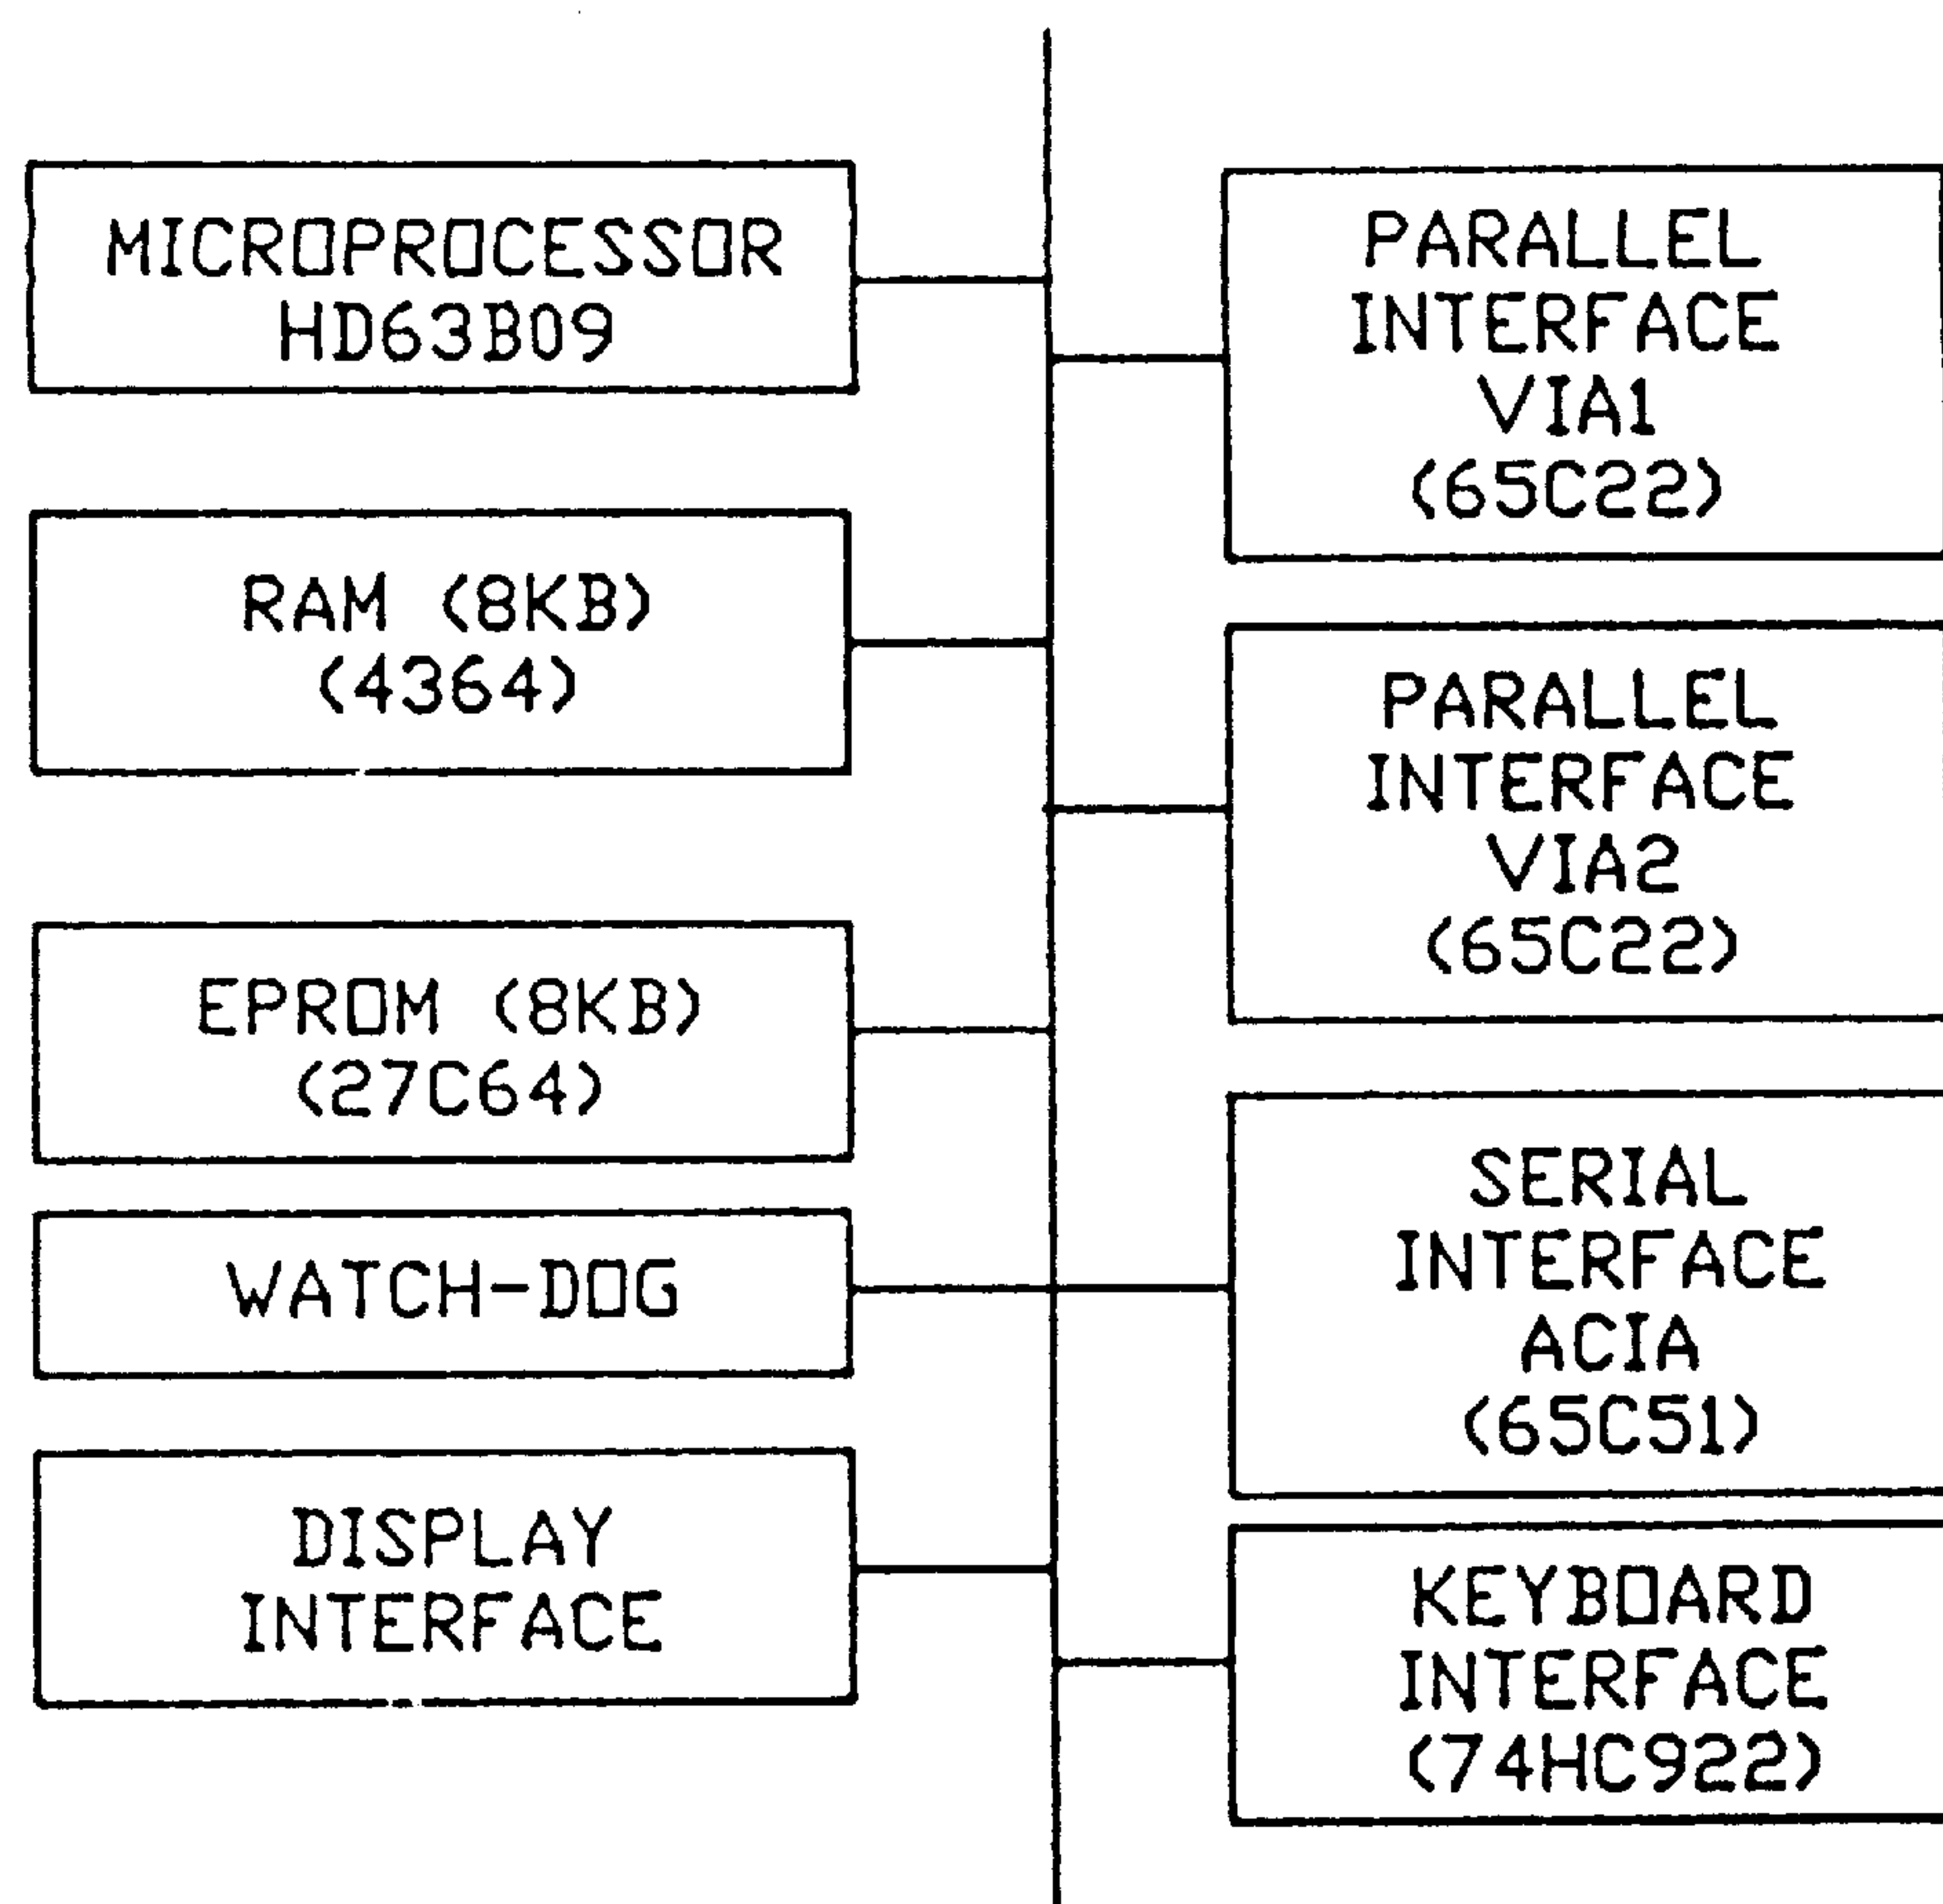 MICROPROCESSOR
HD63B09
RAM (8KB)
(4364)
EPROM (8KB)
(27C64)
WATCH-DOG
DISPLAY
INTERFACE
PARALLEL
INTERFACE
VIA1
(65C22)
PARALLEL
INTERFACE
VIA2
(65C22)
SERIAL
INTERFACE
ACIA
(65C51)
KEYBOARD
INTERFACE
(74HC922)